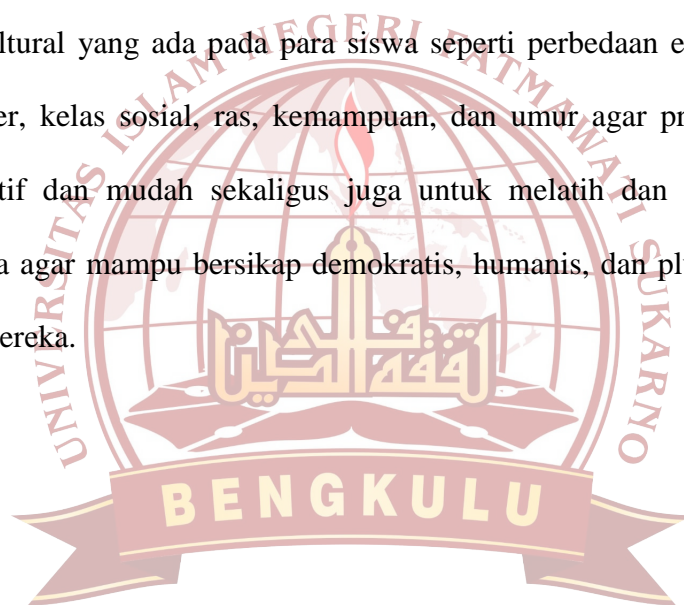 ltural yang ada pada para siswa seperti perbedaan e
er, kelas sosial, ras, kemampuan, dan umur agar pr
tif dan mudah sekaligus juga untuk melatih dan
a agar mampu bersikap demokratis, humanis, dan pl
ereka.
UNIVERSITAS ISLAM NEGERI FATMAWATI SUKARNO
BENGKULU